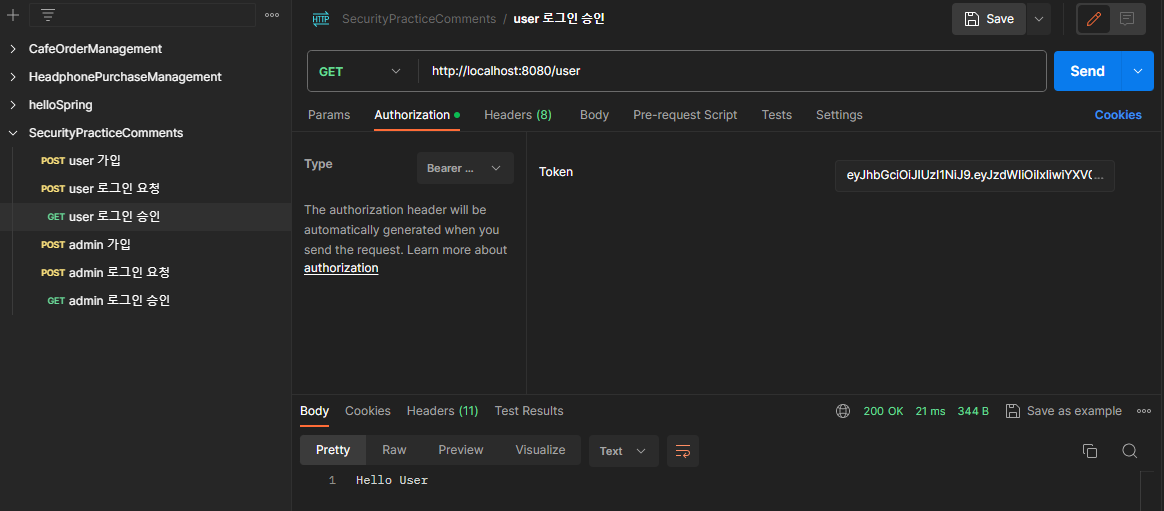 HTTP SecurityPracticeComments / user 로그인 승인
Save
CafeOrderManagement
HeadphonePurchaseManagement
helloSpring
SecurityPracticeComments
POST user 가입
POST user 로그인 요청
GET user 로그인 승인
POST admin 가입
POST admin 로그인 요청
GET admin 로그인 승인
GET http://localhost:8080/user
Send
Params Authorization Headers (8) Body Pre-request Script Tests Settings
Cookies
Type
Bearer ...
The authorization header will be
automatically generated when you
send the request. Learn more about
authorization
Token
eyJhbGciOiJIUzI1NiJ9.eyJzdWIiOiIxIiwiYXVC...
Body Cookies Headers (11) Test Results
200 OK 21 ms 344 B Save as example
Pretty Raw Preview Visualize Text
1 Hello User